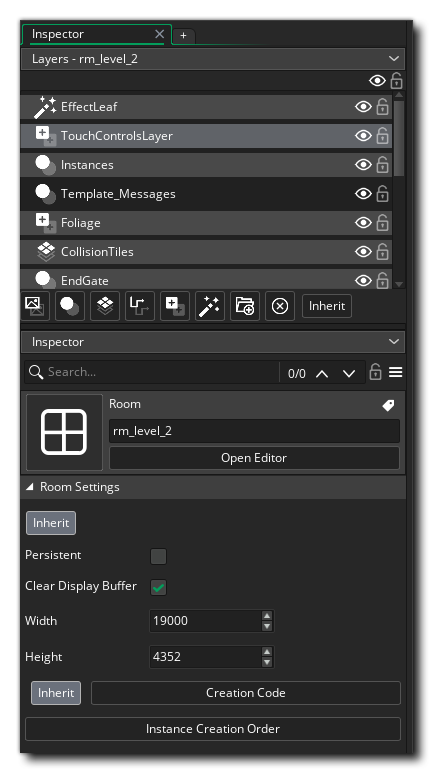 Inspector
Layers - rm_level_2
EffectLeaf
TouchControlsLayer
Instances
Template_Messages
Foliage
CollisionTiles
EndGate
Inherit
Inspector
Search...
0/0
Room
rm_level_2
Open Editor
Room Settings
Inherit
Persistent
Clear Display Buffer
Width 19000
Height 4352
Inherit Creation Code
Instance Creation Order